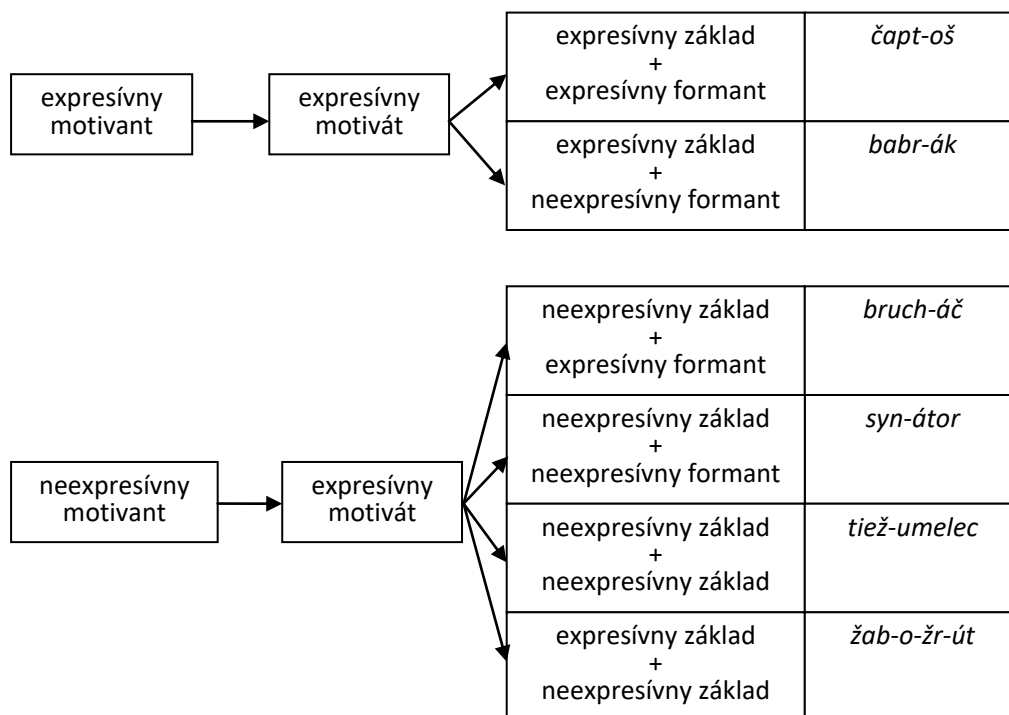 expresívny
motivant
expresívny
motivát
expresívny základ
+
expresívny formant
čapt-oš
expresívny základ
+
neexpresívny formant
babr-ák
neexpresívny
motivant
expresívny
motivát
neexpresívny základ
+
expresívny formant
bruch-áč
neexpresívny základ
+
neexpresívny formant
syn-átor
neexpresívny základ
+
neexpresívny základ
tiež-umelec
expresívny základ
+
neexpresívny základ
žab-o-žr-út